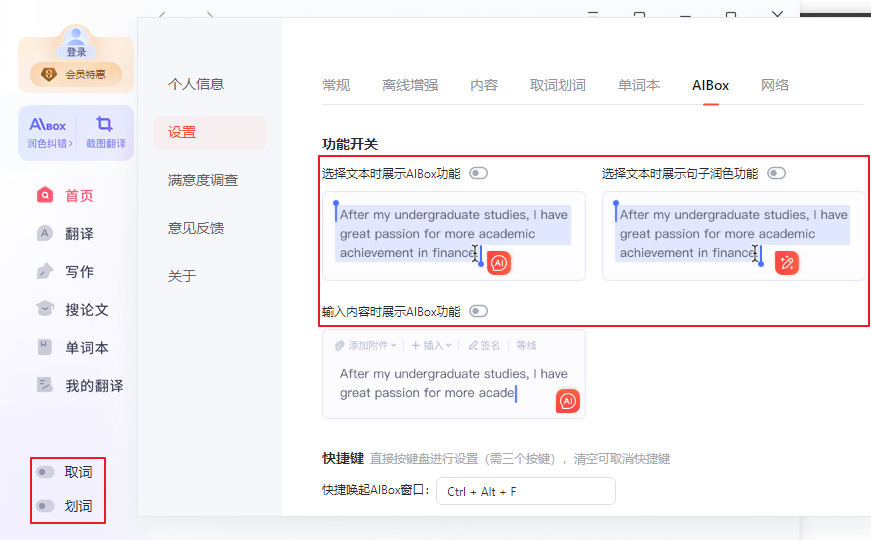 登录
会员特惠
AIBOX
润色纠错>
截图翻译
首页
翻译
写作
搜论文
单词本
我的翻译
取词
划词
个人信息
设置
满意度调查
意见反馈
关于
常规 离线增强 内容 取词划词 单词本 AIBox 网络
功能开关
选择文本时展示AIBox功能
After my undergraduate studies, I have
great passion for more academic
achievement in finance
AI
选择文本时展示句子润色功能
After my undergraduate studies, I have
great passion for more academic
achievement in finance
输入内容时展示AIBox功能
添加附件 插入 签名 等线
After my undergraduate studies, I have
great passion for more acade
AI
快捷键 直接按键盘进行设置（需三个按键），清空可取消快捷键
快捷唤起AIBox窗口： Ctrl + Alt + F